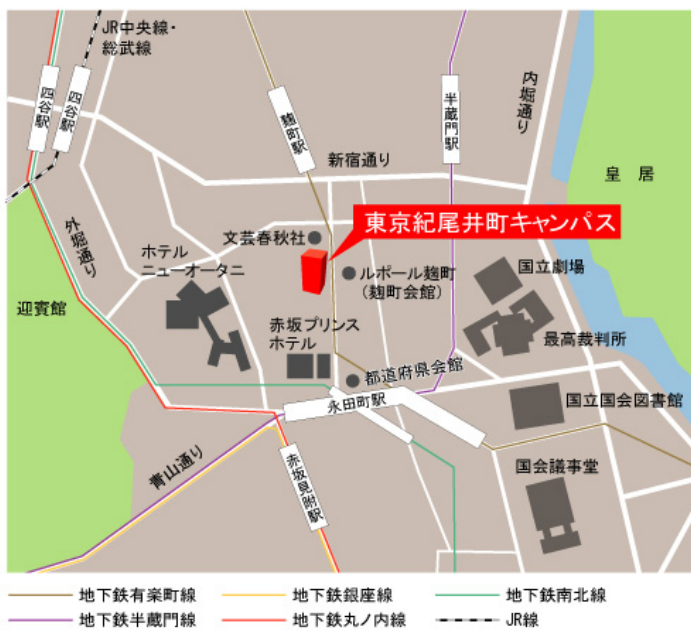 JR中央線・
総武線
四谷駅
四谷駅
麹町駅
半蔵門駅
内堀通り
新宿通り
皇 居
東京紀尾井町キャンパス
文芸春秋社
外堀通り
ホテル
ニューオータニ
ルポール麹町
(麹町会館)
国立劇場
迎賓館
赤坂プリンス
ホテル
最高裁判所
都道府県会館
永田町駅
国立国会図書館
青山通り
赤坂見附駅
国会議事堂
地下鉄有楽町線
地下鉄銀座線
地下鉄南北線
地下鉄半蔵門線
地下鉄丸ノ内線
JR線